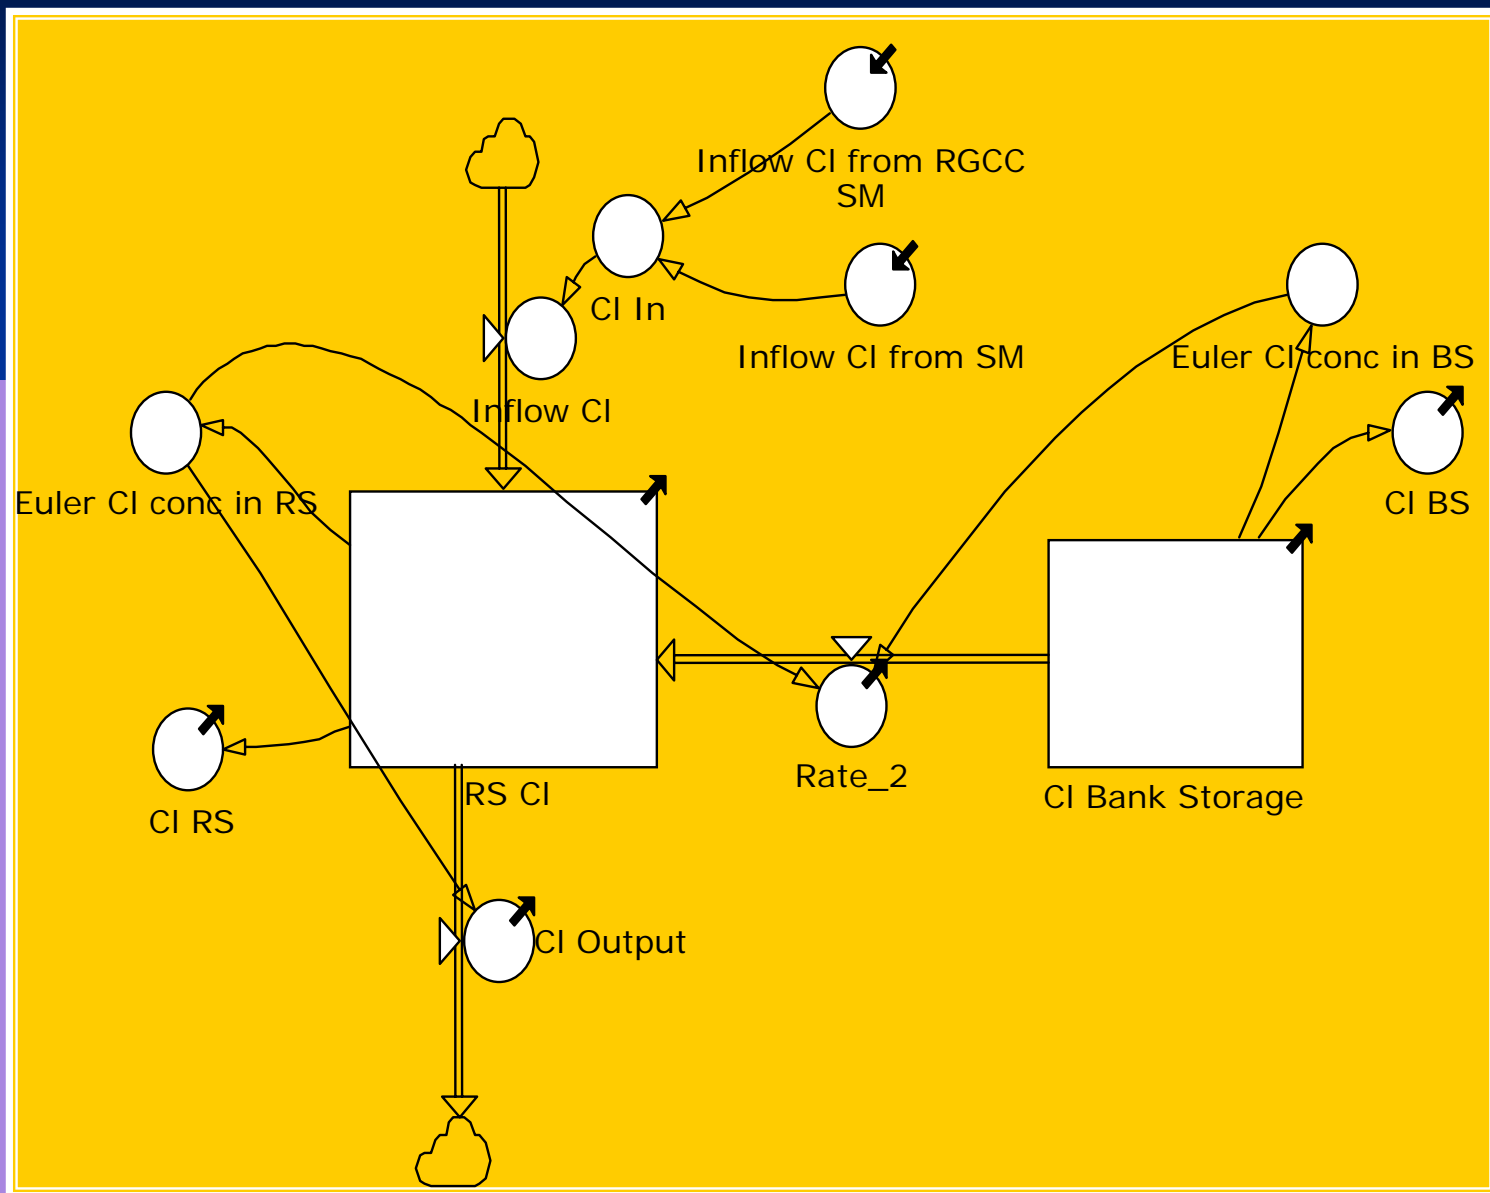 Inflow Cl from RGCC
SM
Cl In
Inflow Cl from SM
Euler Cl conc in BS
Inflow Cl
Euler Cl conc in RS
Cl BS
RS Cl
Rate_2
Cl Bank Storage
Cl RS
Cl Output